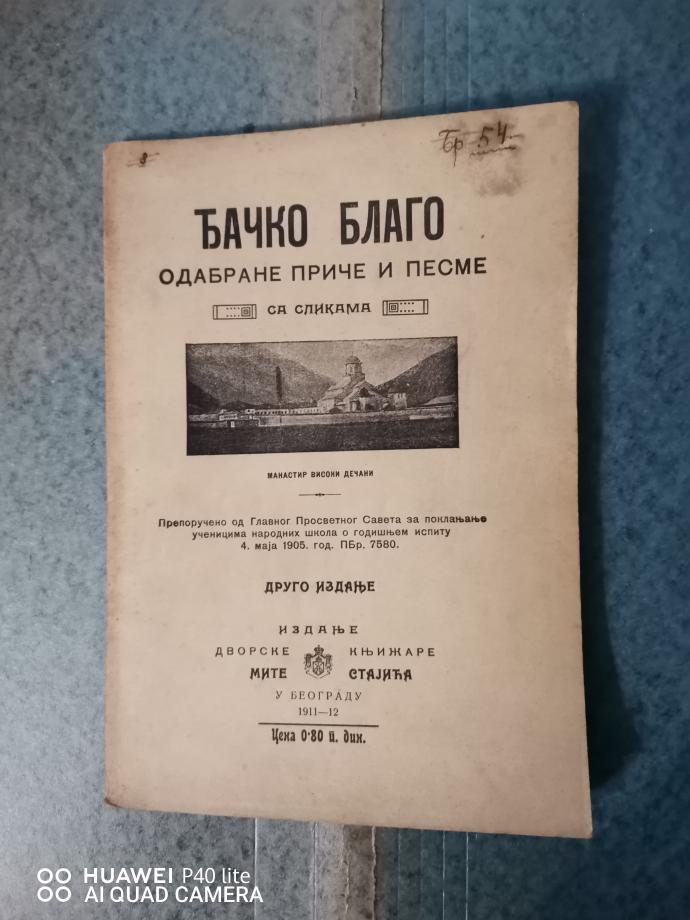 Бр 54.
ЂАЧКО БЛАГО
ОДАБРАНЕ ПРИЧЕ И ПЕСМЕ
СА СЛИКАМА
МАНАСТИР ВИСОКИ ДЕЧАНИ
Препоручено од Главног Просветног Савета за поклањање
ученицима народних школа о годишњем испиту
4. маја 1905. год. ПБр. 7580.
ДРУГО ИЗДАЊЕ
ИЗДАЊЕ
ДВОРСКЕ КЊИЖАРЕ
МИТЕ СТАЈИЋА
У БЕОГРАДУ
1911—12
Цена 0·80 п. дин.
HUAWEI P40 lite
AI QUAD CAMERA